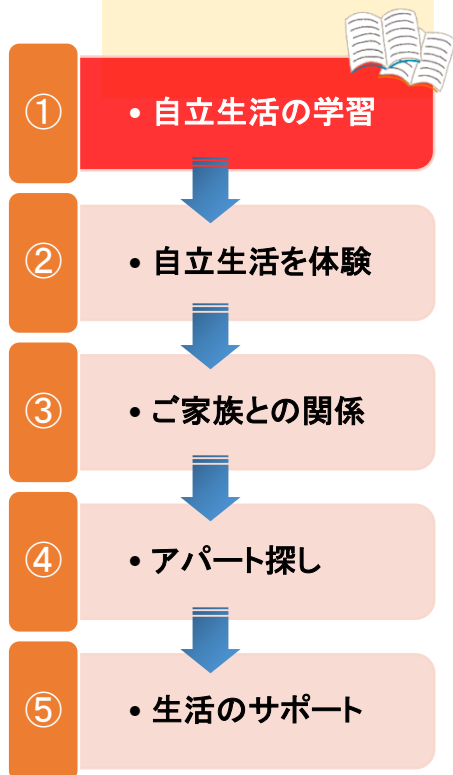 ① • 自立生活の学習
② • 自立生活を体験
③ • ご家族との関係
④ • アパート探し
⑤ • 生活のサポート